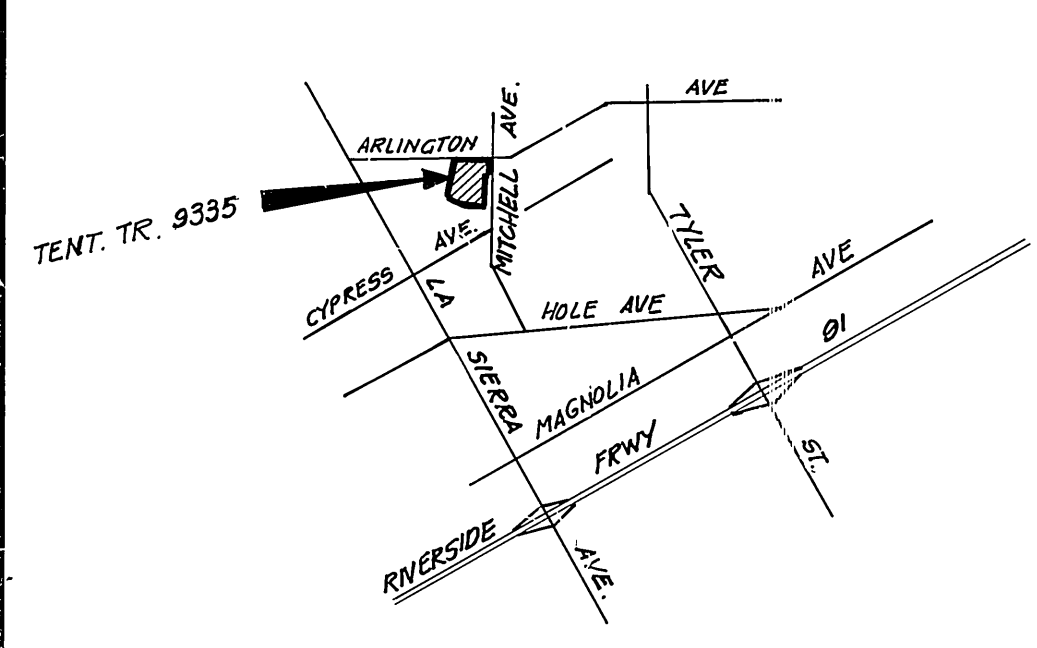 AVE
ARLINGTON
AVE.
MITCHELL
TENT. TR. 9335
CYPRESS AVE.
TYLER
ST.
LA
SIERRA
AVE.
HOLE AVE
MAGNOLIA
AVE
RIVERSIDE FRWY 91